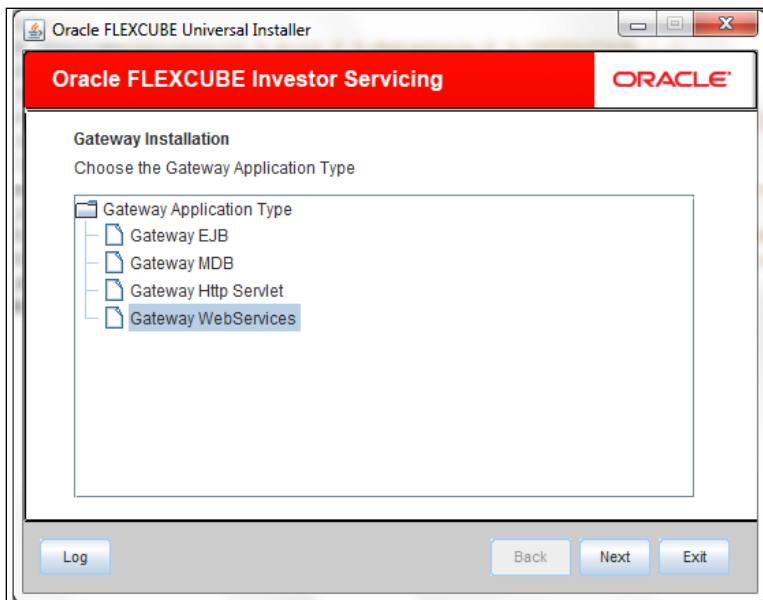 Oracle FLEXCUBE Universal Installer
Oracle FLEXCUBE Investor Servicing
ORACLE
Gateway Installation
Choose the Gateway Application Type
Gateway Application Type
Gateway EJB
Gateway MDB
Gateway Http Servlet
Gateway WebServices
Log Back Next Exit